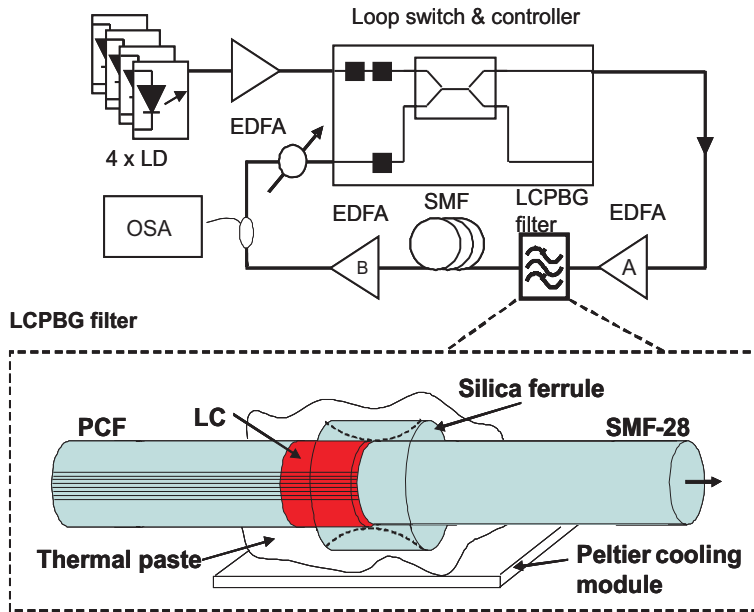 Loop switch & controller
EDFA
4 x LD
OSA
EDFA
B
SMF
LCPBG
filter
EDFA
A
LCPBG filter
Silica ferrule
LC
PCF
SMF-28
Thermal paste
Peltier cooling
module